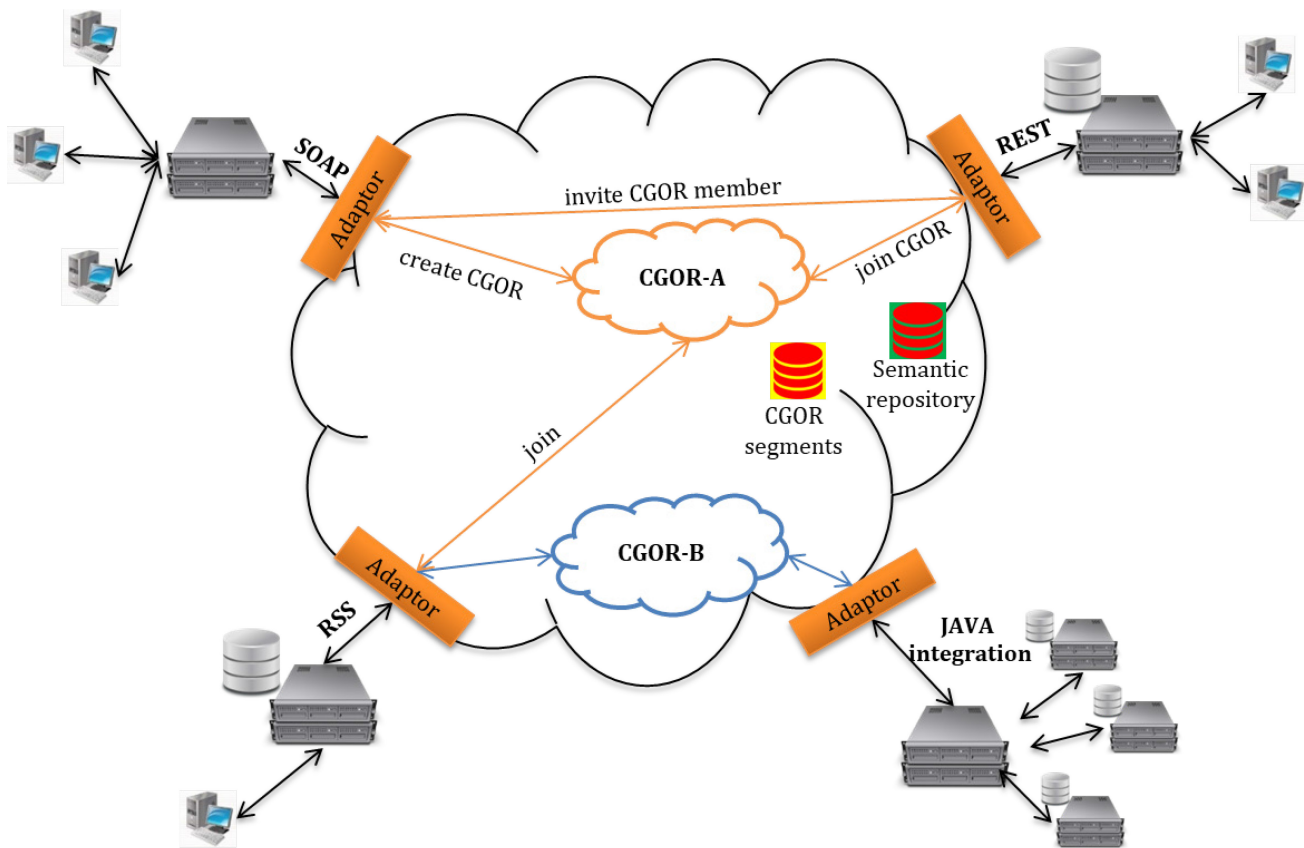 SOAP
Adaptor
REST
Adaptor
invite CGOR member
create CGOR
CGOR-A
join CGOR
Semantic
repository
CGOR
segments
join
CGOR-B
Adaptor
RSS
Adaptor
JAVA
integration